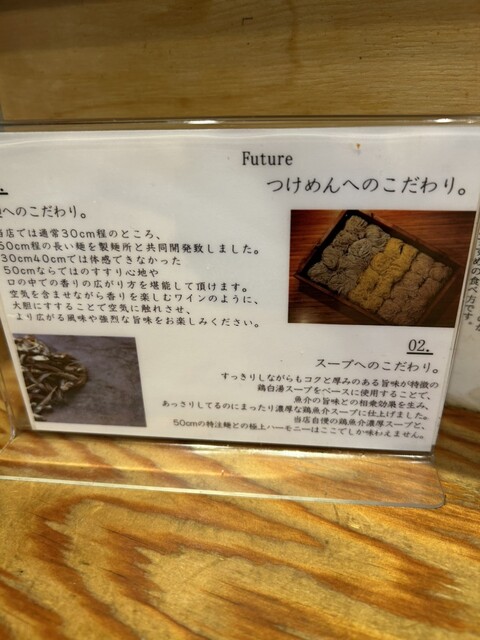 Future
つけめんへのこだわり。
へのこだわり。
当店では通常30cm程のところ、
50cm程の長い麺を製麺所と共同開発致しました。
30cm40cmでは体感できなかった
50cmならではのすすり心地や
口の中での香りの広がり方を堪能して頂けます。
空気を含ませながら香りを楽しむワインのように、
大胆にすすることで空気に触れさせ、
より広がる風味や強烈な旨味をお楽しみください。
02.
スープへのこだわり。
すっきりしながらもコクと厚みのある旨味が特徴の
鶏白湯スープをベースに使用することで、
魚介の旨味との相乗効果を生み、
あっさりしてるのにまったり濃厚な鶏魚介スープに仕上げました。
当店自慢の鶏魚介濃厚スープと、
50cmの特注麺との極上ハーモニーはここでしか味わえません。
の食べ方です。